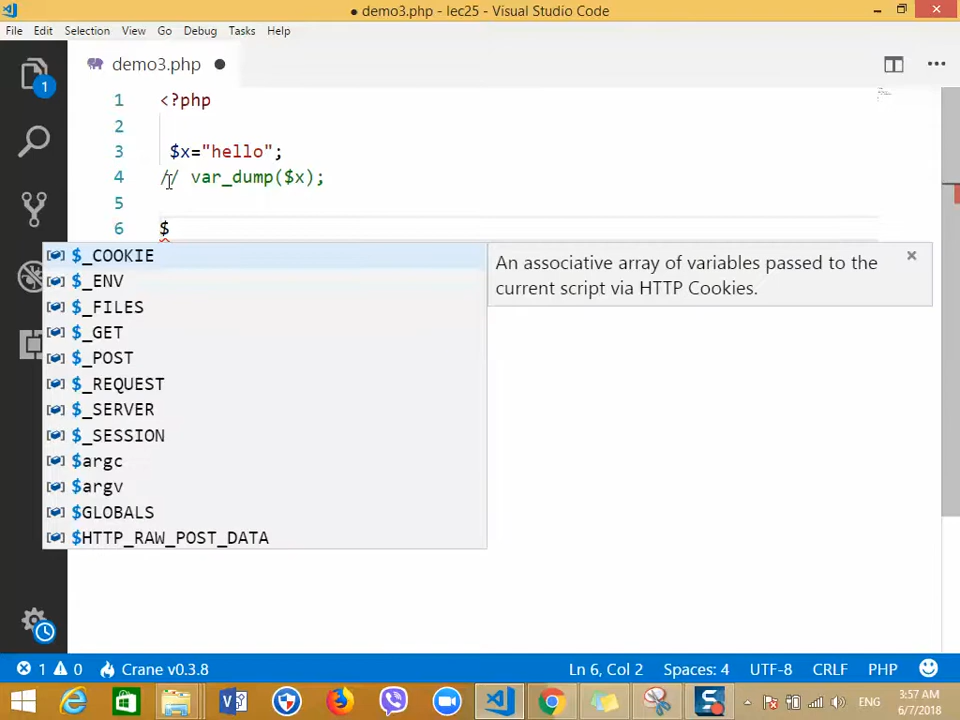 ● demo3.php - lec25 - Visual Studio Code
File Edit Selection View Go Debug Tasks Help
1
demo3.php ●
1 <?php
2
3 $x="hello";
4 // var_dump($x);
5
6 $
$_COOKIE
An associative array of variables passed to the
current script via HTTP Cookies.
$_ENV
$_FILES
$_GET
$_POST
$_REQUEST
$_SERVER
$_SESSION
$argc
$argv
$GLOBALS
$HTTP_RAW_POST_DATA
1 0 Crane v0.3.8 Ln 6, Col 2 Spaces: 4 UTF-8 CRLF PHP
ENG
3:57 AM
6/7/2018